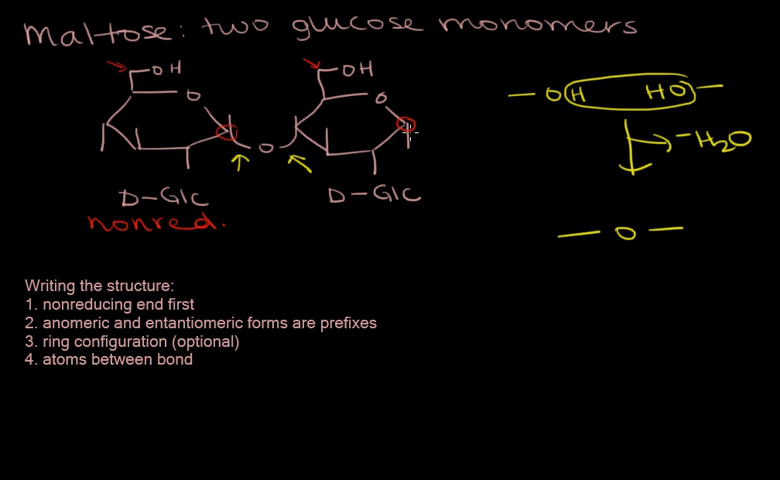 maltose: two glucose monomers
OH
OH
O
O
OH HO
-H2O
O
O
D-Glc
D-Glc
nonred.
Writing the structure:
1. nonreducing end first
2. anomeric and entantiomeric forms are prefixes
3. ring configuration (optional)
4. atoms between bond